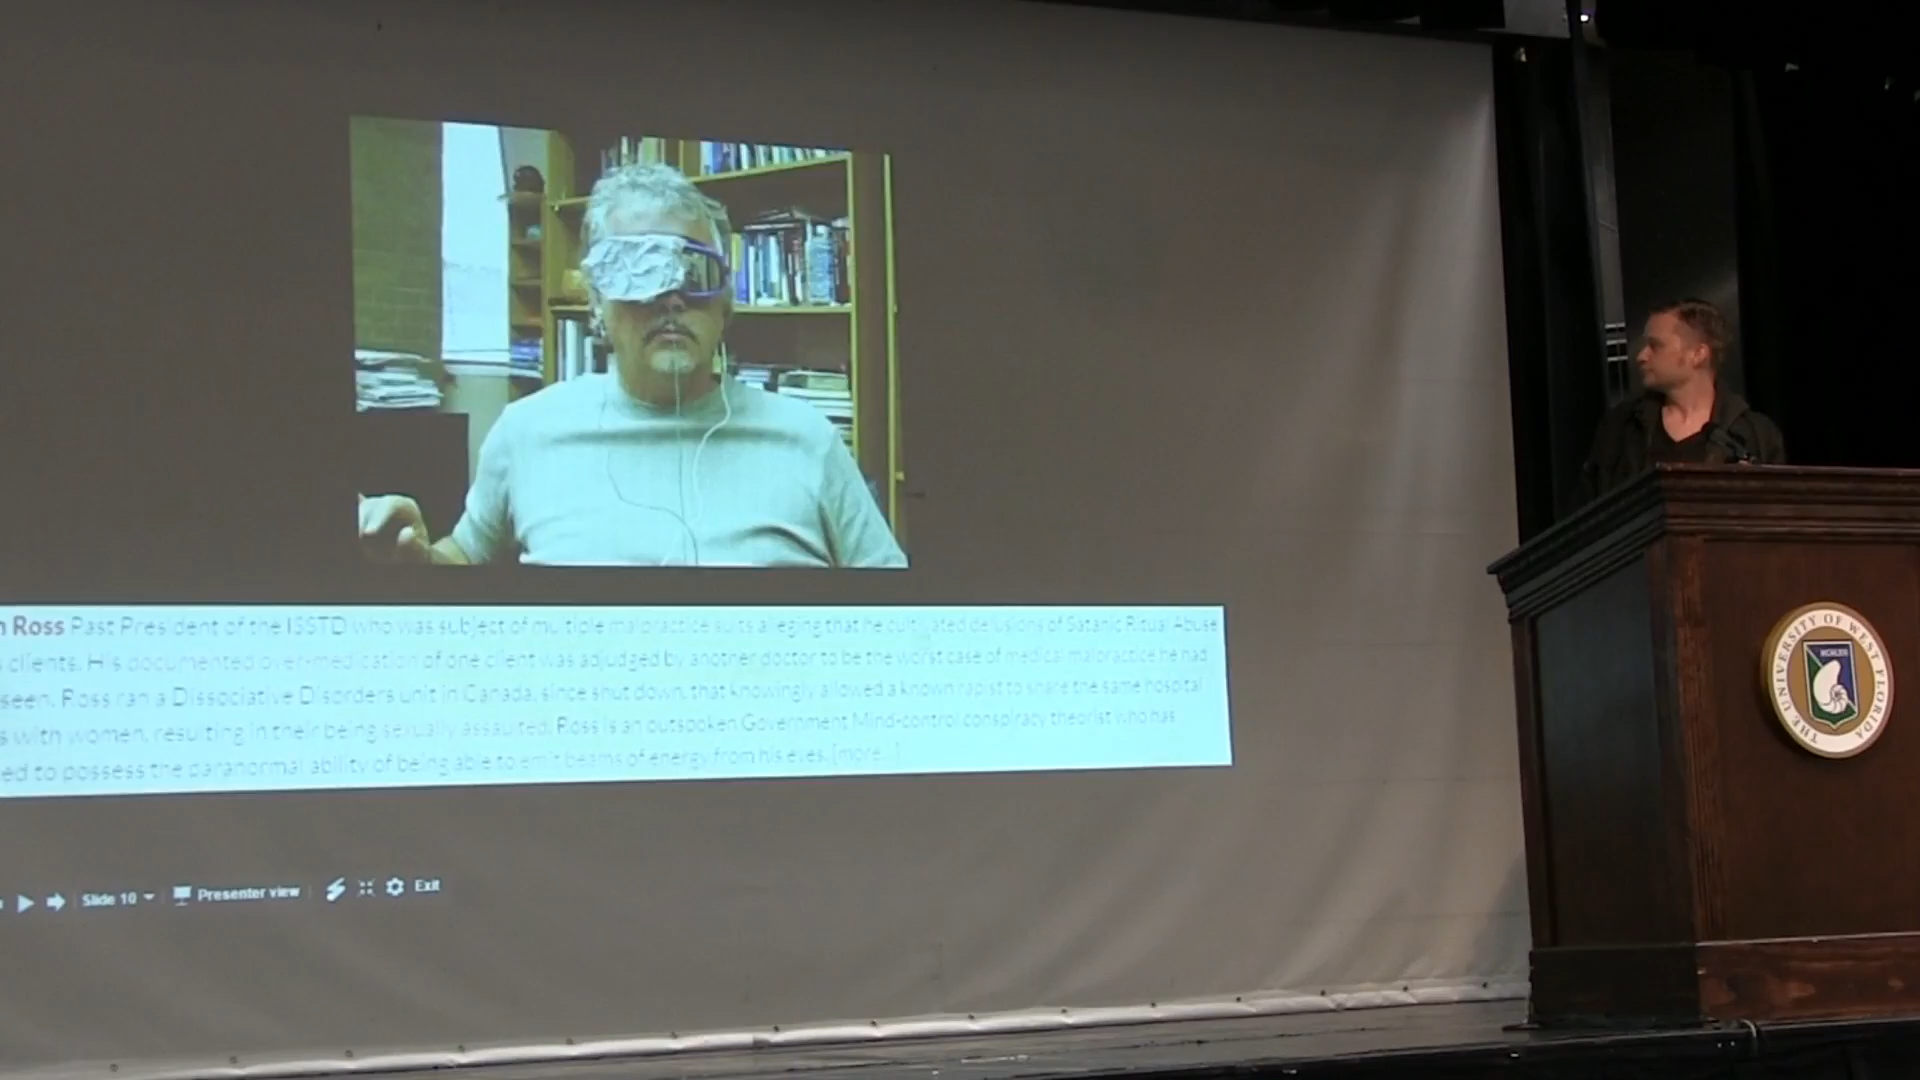 n Ross Past President of the ISSTD who was subject of multiple malpractice suits alleging that he cultivated delusions of Satanic Ritual Abuse
s clients. His documented over-medication of one client was adjudged by another doctor to be the worst case of medical malpractice he had
seen. Ross ran a Dissociative Disorders unit in Canada, since shut down, that knowingly allowed a known rapist to share the same hospital
s with women, resulting in their being sexually assaulted. Ross is an outspoken Government Mind-control conspiracy theorist who has
ed to possess the paranormal ability of being able to emit beams of energy from his eyes. [more...]
Slide 10 Presenter view Exit
THE UNIVERSITY OF WEST FLORIDA